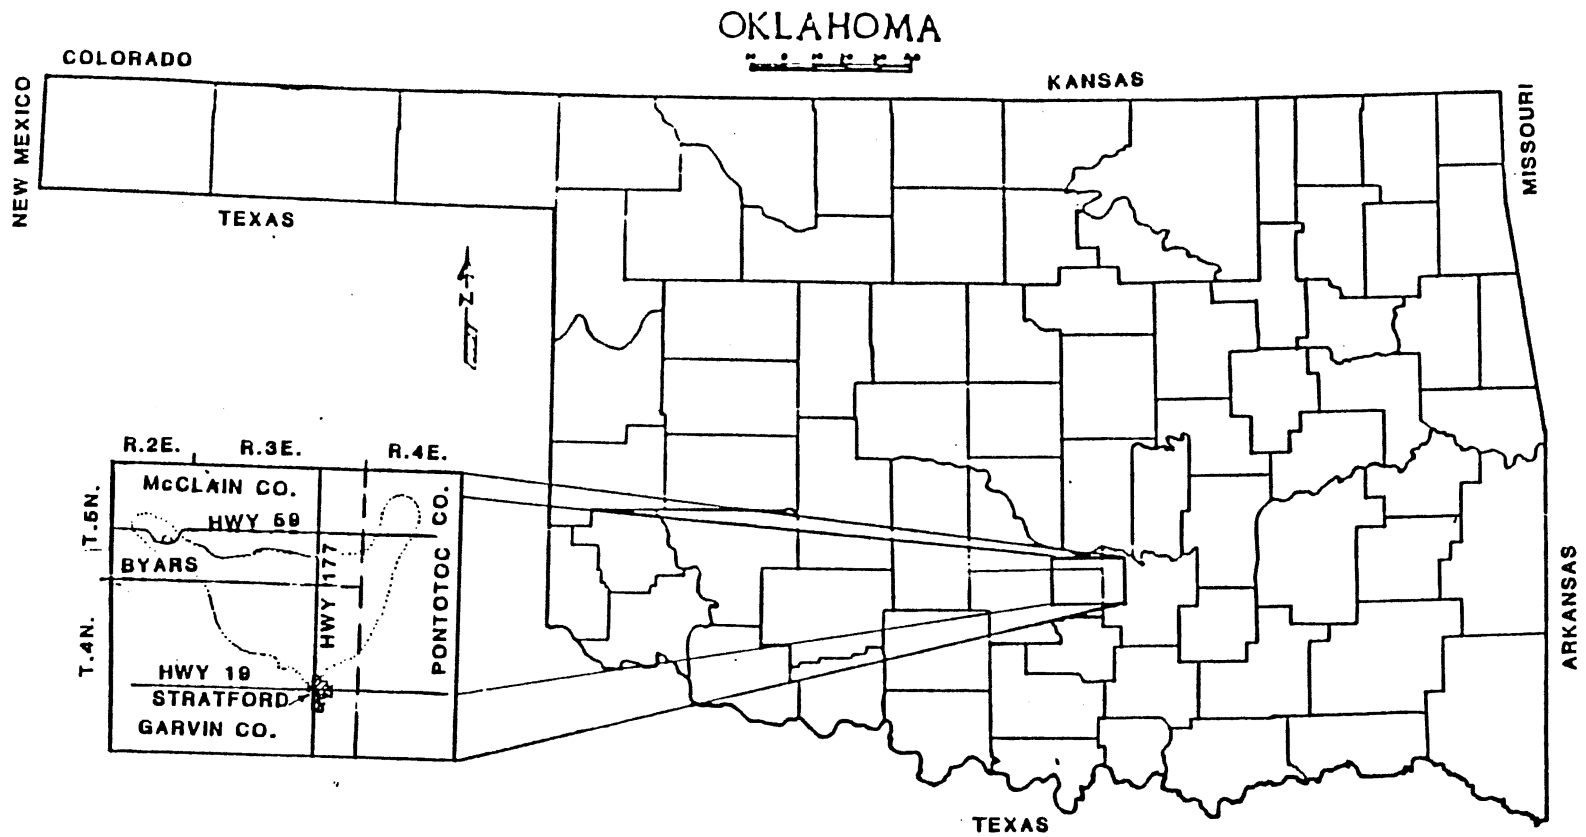 OKLAHOMA
COLORADO
KANSAS
NEW MEXICO
MISSOURI
TEXAS
N
R.2E. R.3E. R.4E.
McCLAIN CO.
T.5N.
HWY 59
CO.
BYARS
HWY 177
PONTOTOC
T.4N.
HWY 19
STRATFORD
GARVIN CO.
ARKANSAS
TEXAS